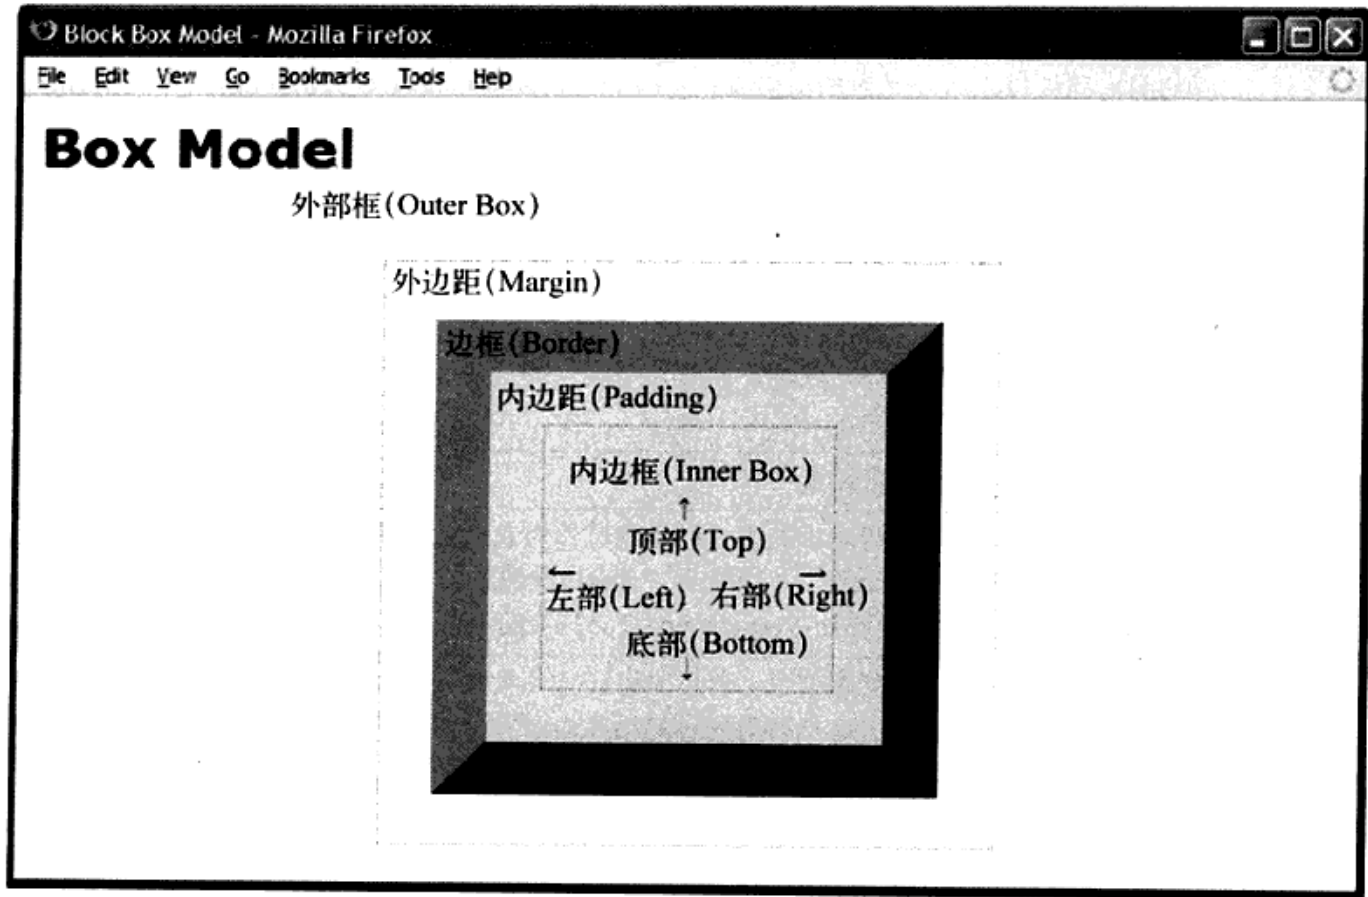 Block Box Model - Mozilla Firefox
File Edit View Go Bookmarks Tools Help
Box Model
外部框(Outer Box)
外边距(Margin)
边框(Border)
内边距(Padding)
内边框(Inner Box)
↑
顶部(Top)
← →
左部(Left) 右部(Right)
底部(Bottom)
↓